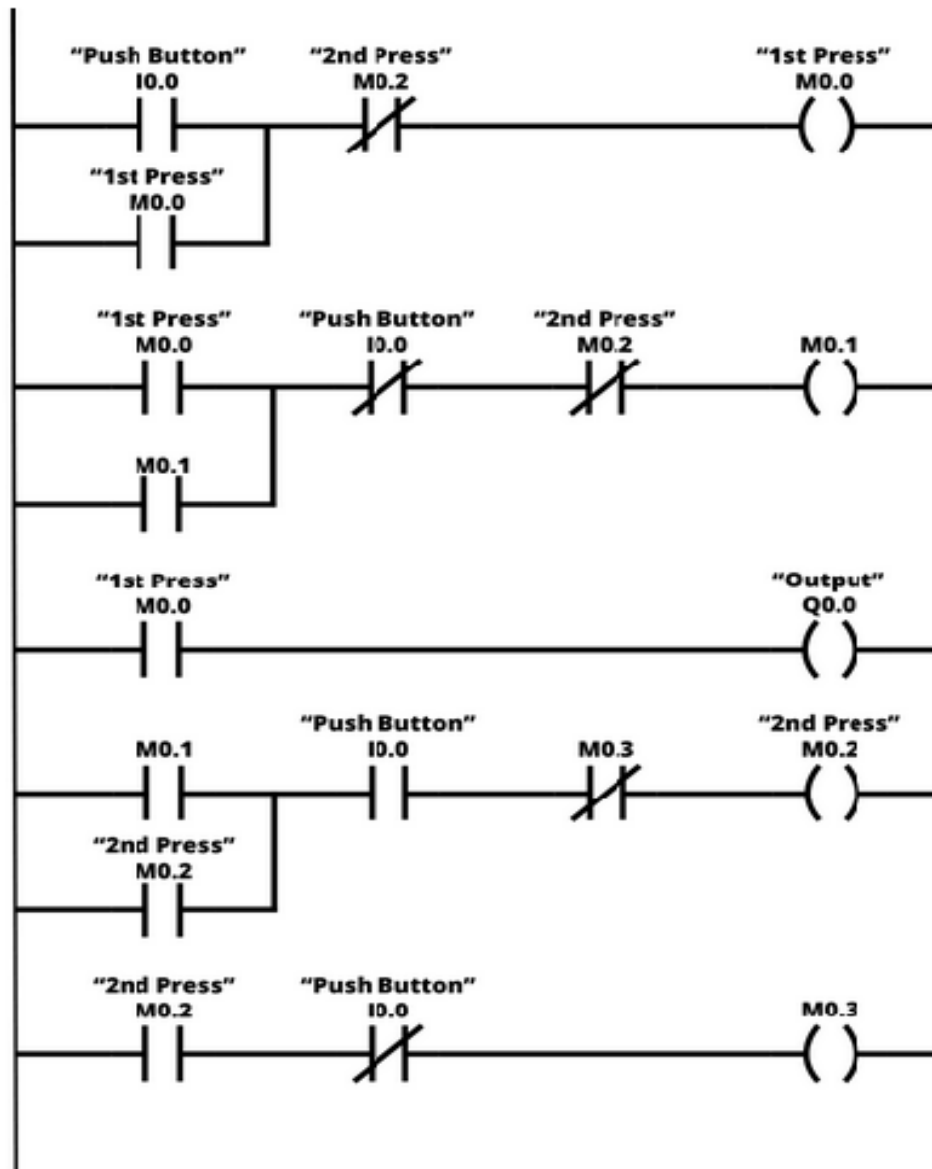 “Push Button” “2nd Press” “1st Press”
I0.0 M0.2 M0.0
“1st Press”
M0.0
“1st Press” “Push Button” “2nd Press”
M0.0 I0.0 M0.2 M0.1
M0.1
“1st Press” “Output”
M0.0 Q0.0
“Push Button” “2nd Press”
M0.1 I0.0 M0.3 M0.2
“2nd Press”
M0.2
“2nd Press” “Push Button”
M0.2 I0.0 M0.3